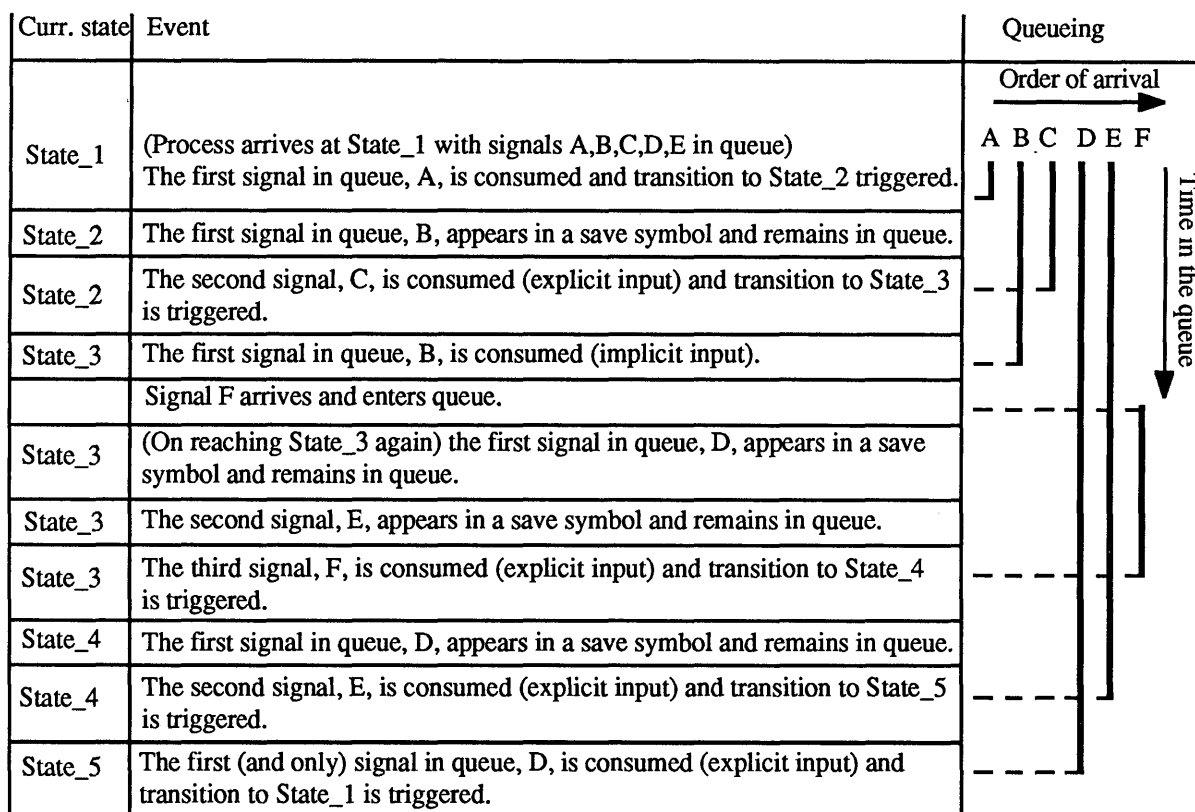 Curr. state Event Queueing
Order of arrival
A B C D E F
State_1 (Process arrives at State_1 with signals A,B,C,D,E in queue)
The first signal in queue, A, is consumed and transition to State_2 triggered.
Time in the queue
State_2 The first signal in queue, B, appears in a save symbol and remains in queue.
State_2 The second signal, C, is consumed (explicit input) and transition to State_3
is triggered.
State_3 The first signal in queue, B, is consumed (implicit input).
Signal F arrives and enters queue.
State_3 (On reaching State_3 again) the first signal in queue, D, appears in a save
symbol and remains in queue.
State_3 The second signal, E, appears in a save symbol and remains in queue.
State_3 The third signal, F, is consumed (explicit input) and transition to State_4
is triggered.
State_4 The first signal in queue, D, appears in a save symbol and remains in queue.
State_4 The second signal, E, is consumed (explicit input) and transition to State_5
is triggered.
State_5 The first (and only) signal in queue, D, is consumed (explicit input) and
transition to State_1 is triggered.